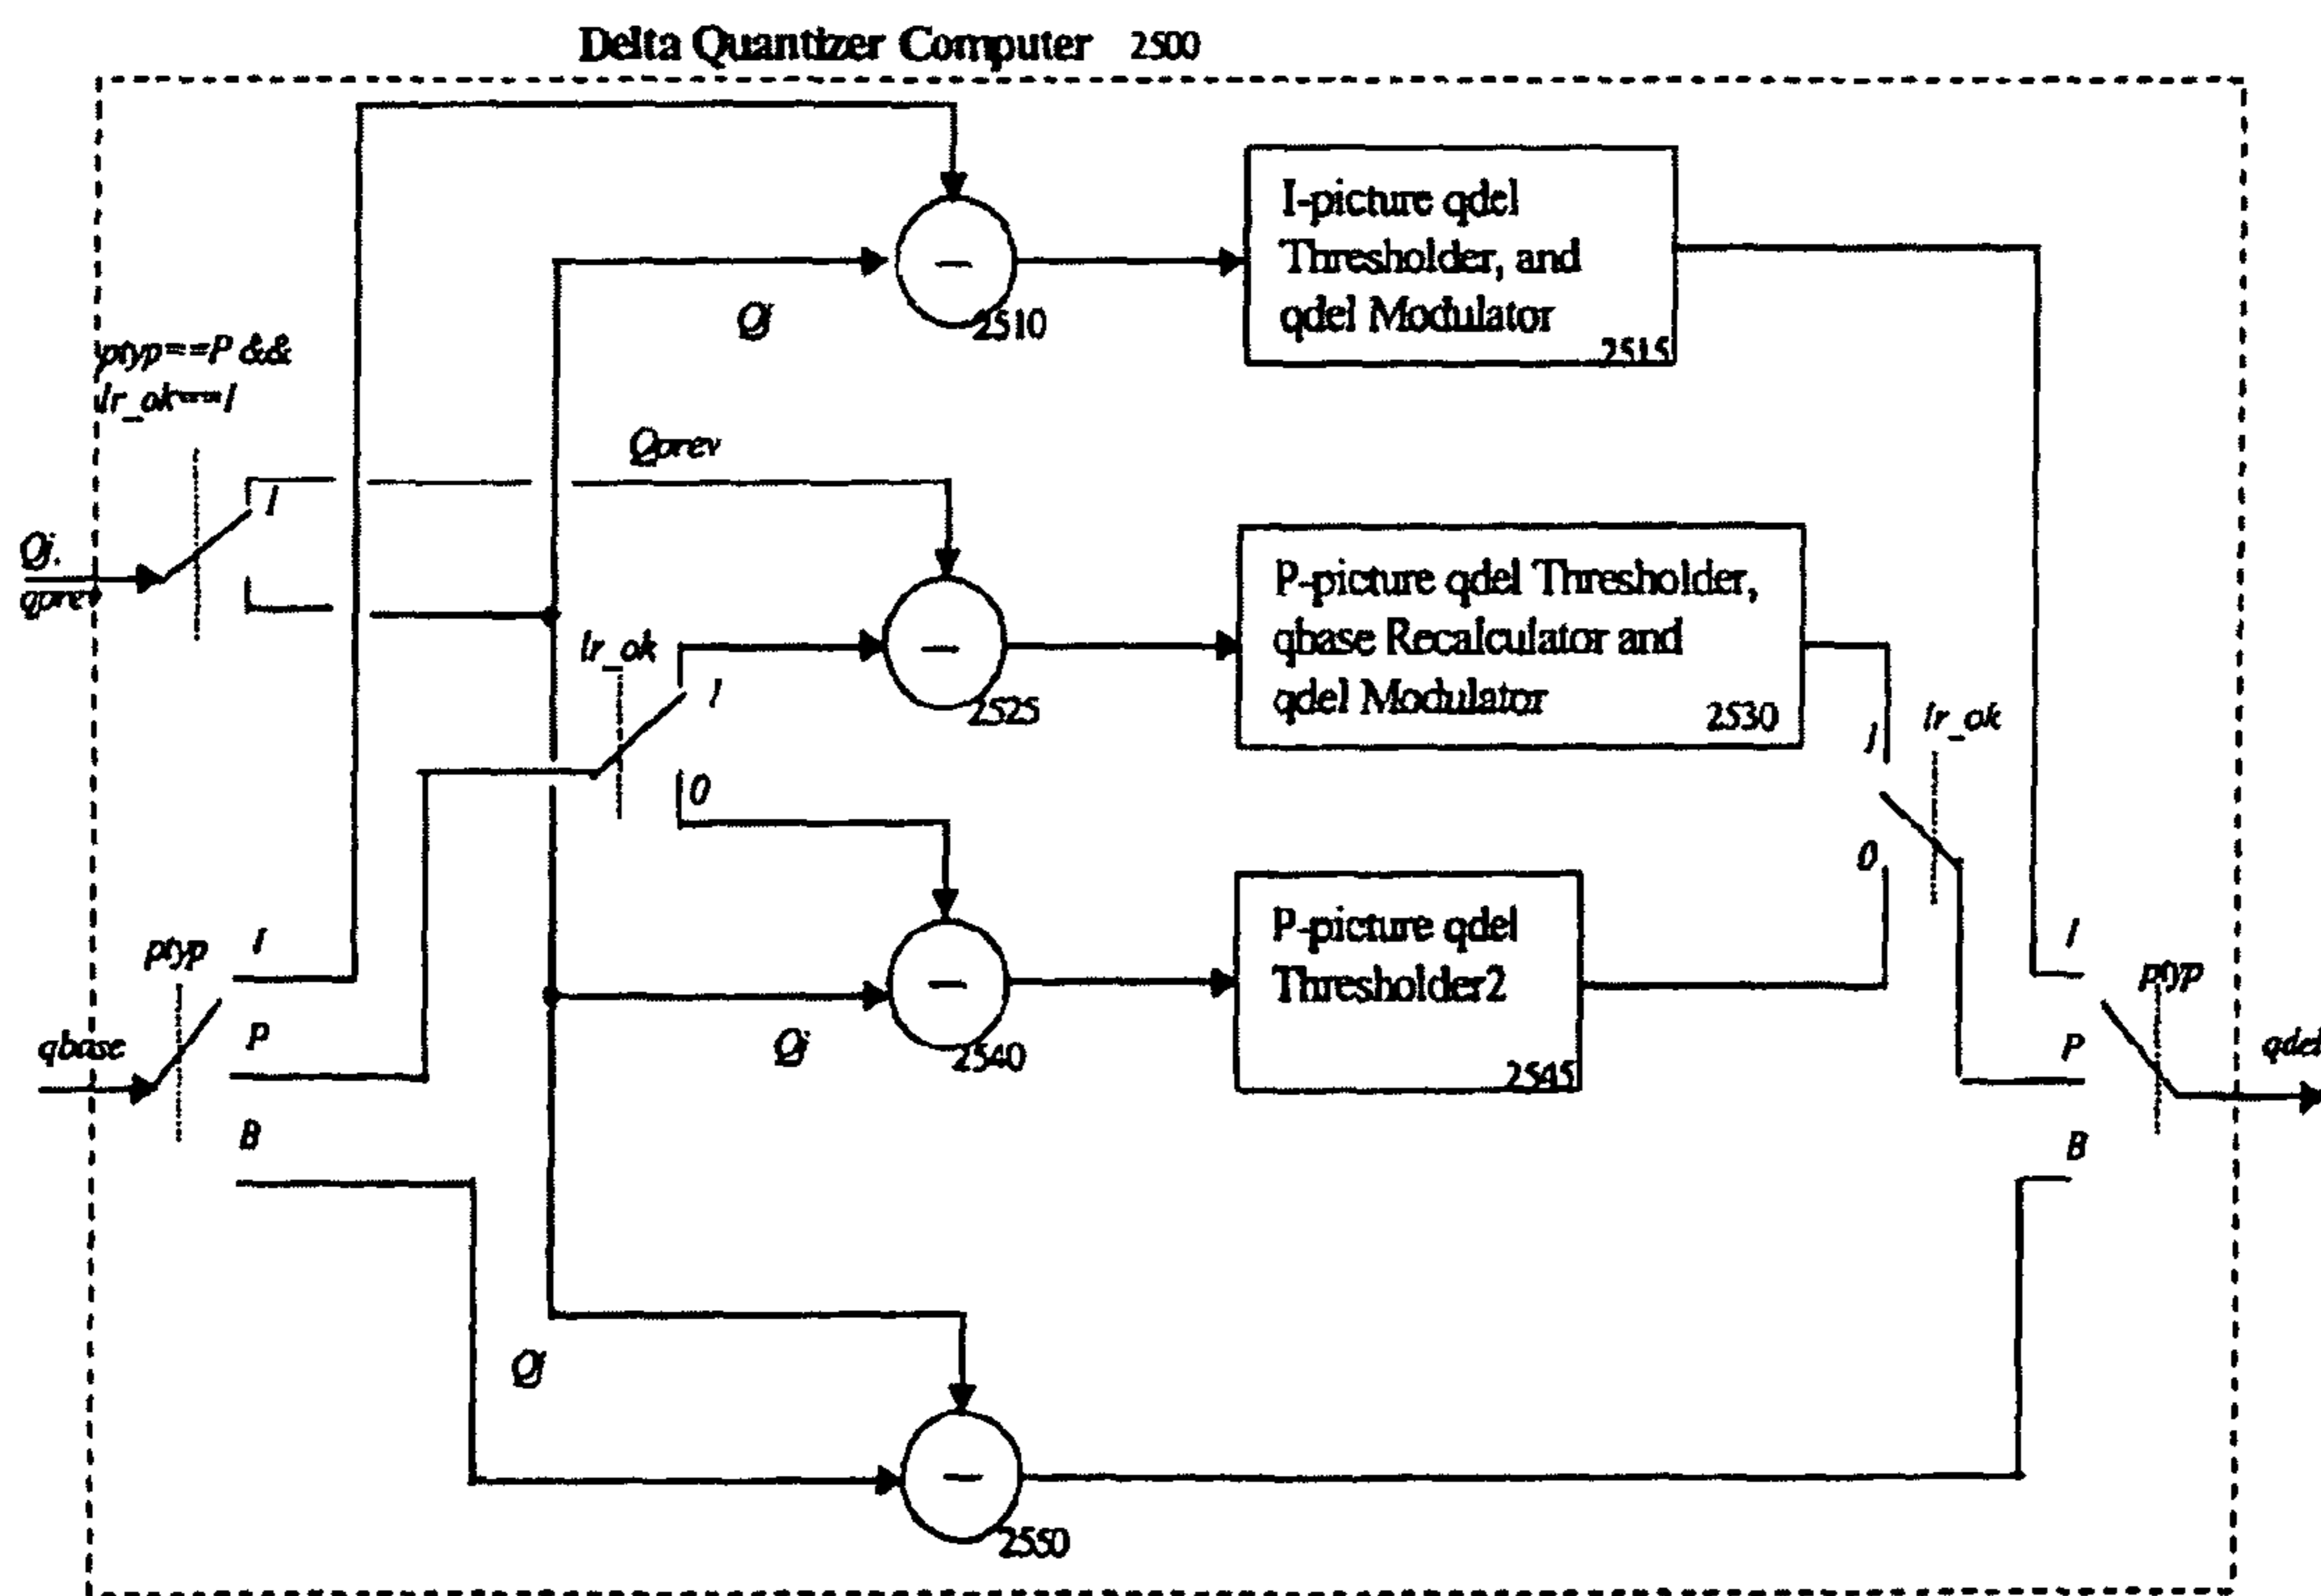 Delta Quantizer Computer 2500
I-picture qdel
Thresholder, and
qdel Modulator
2515
Qj
2510
ptyp==P &&
lr_ok==1
Qprev
1
Qj,
qprev
P-picture qdel Thresholder,
qbase Recalculator and
qdel Modulator
2530
lr_ok
1
2525
lr_ok
1
0
0
P-picture qdel
Thresholder2
2545
ptyp
I
P
B
qbase
Qj
2540
I
P
B
ptyp
qdel
Qj
2550